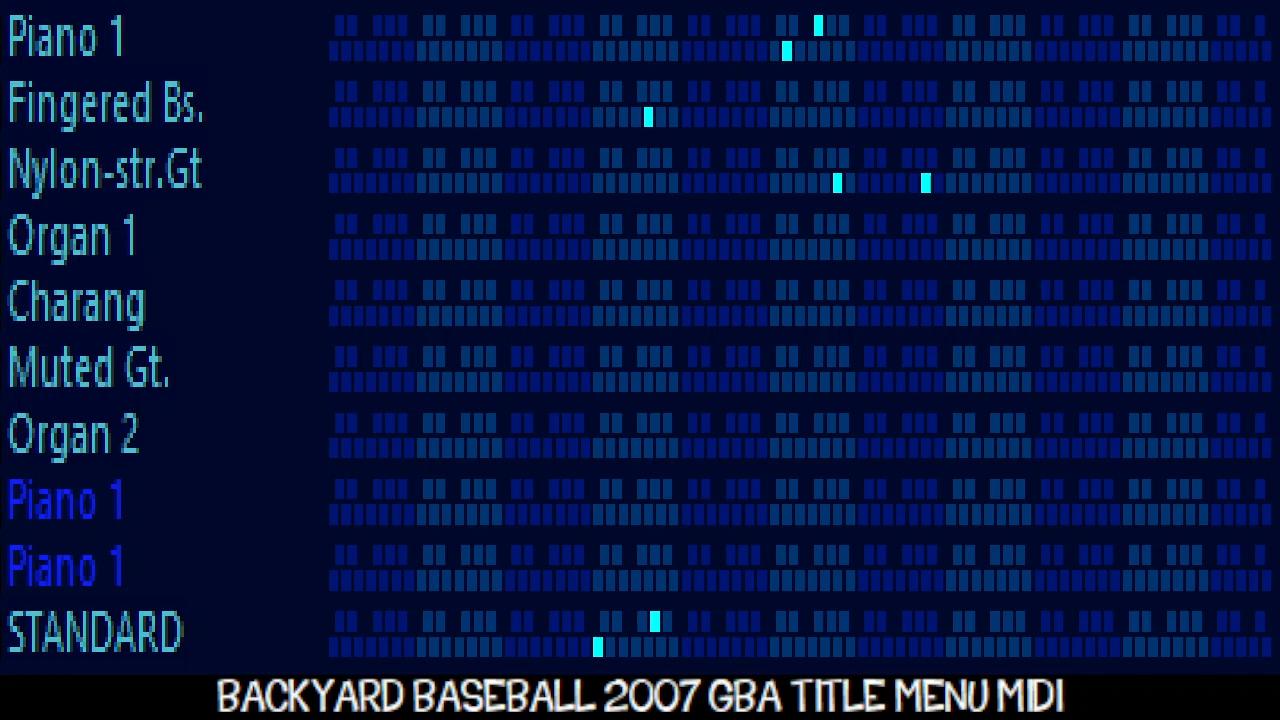 Piano 1
Fingered Bs.
Nylon-str.Gt
Organ 1
Charang
Muted Gt.
Organ 2
Piano 1
Piano 1
STANDARD
BACKYARD BASEBALL 2007 GBA TITLE MENU MIDI